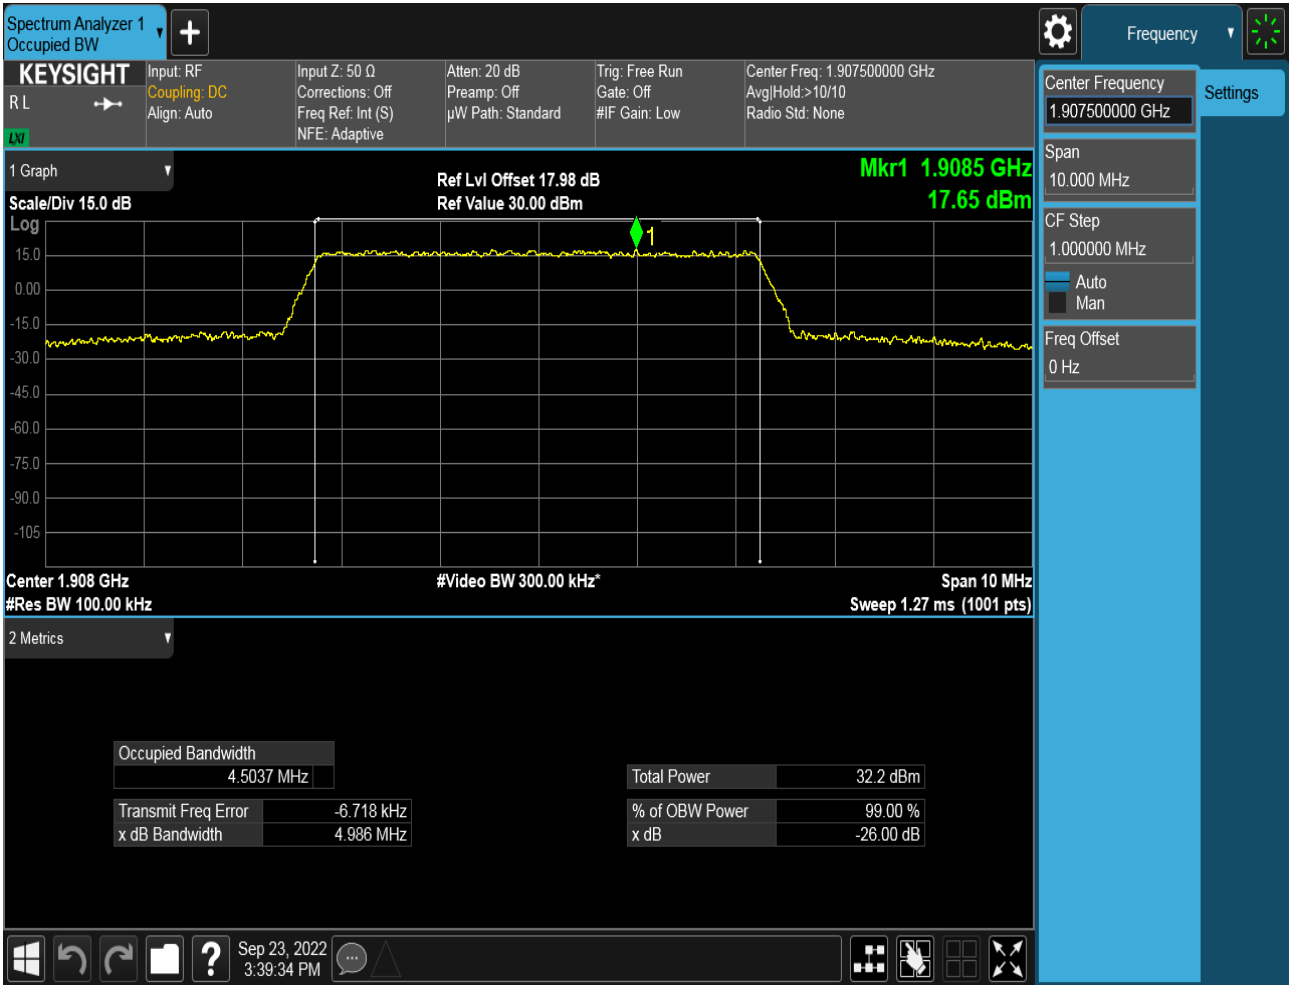 Spectrum Analyzer 1
Occupied BW
+
Frequency
KEYSIGHT
R L
LXI
Input: RF
Coupling: DC
Align: Auto
Input Z: 50 Ω
Corrections: Off
Freq Ref: Int (S)
NFE: Adaptive
Atten: 20 dB
Preamp: Off
µW Path: Standard
Trig: Free Run
Gate: Off
#IF Gain: Low
Center Freq: 1.907500000 GHz
Avg|Hold:>10/10
Radio Std: None
Center Frequency
1.907500000 GHz
Settings
Span
10.000 MHz
CF Step
1.000000 MHz
Auto
Man
Freq Offset
0 Hz
1 Graph
Scale/Div 15.0 dB
Log
Ref Lvl Offset 17.98 dB
Ref Value 30.00 dBm
Mkr1 1.9085 GHz
17.65 dBm
1
15.0
0.00
-15.0
-30.0
-45.0
-60.0
-75.0
-90.0
-105
Center 1.908 GHz
#Res BW 100.00 kHz
#Video BW 300.00 kHz*
Span 10 MHz
Sweep 1.27 ms (1001 pts)
2 Metrics
Occupied Bandwidth
4.5037 MHz
Transmit Freq Error -6.718 kHz
x dB Bandwidth 4.986 MHz
Total Power 32.2 dBm
% of OBW Power 99.00 %
x dB -26.00 dB
?
Sep 23, 2022
3:39:34 PM